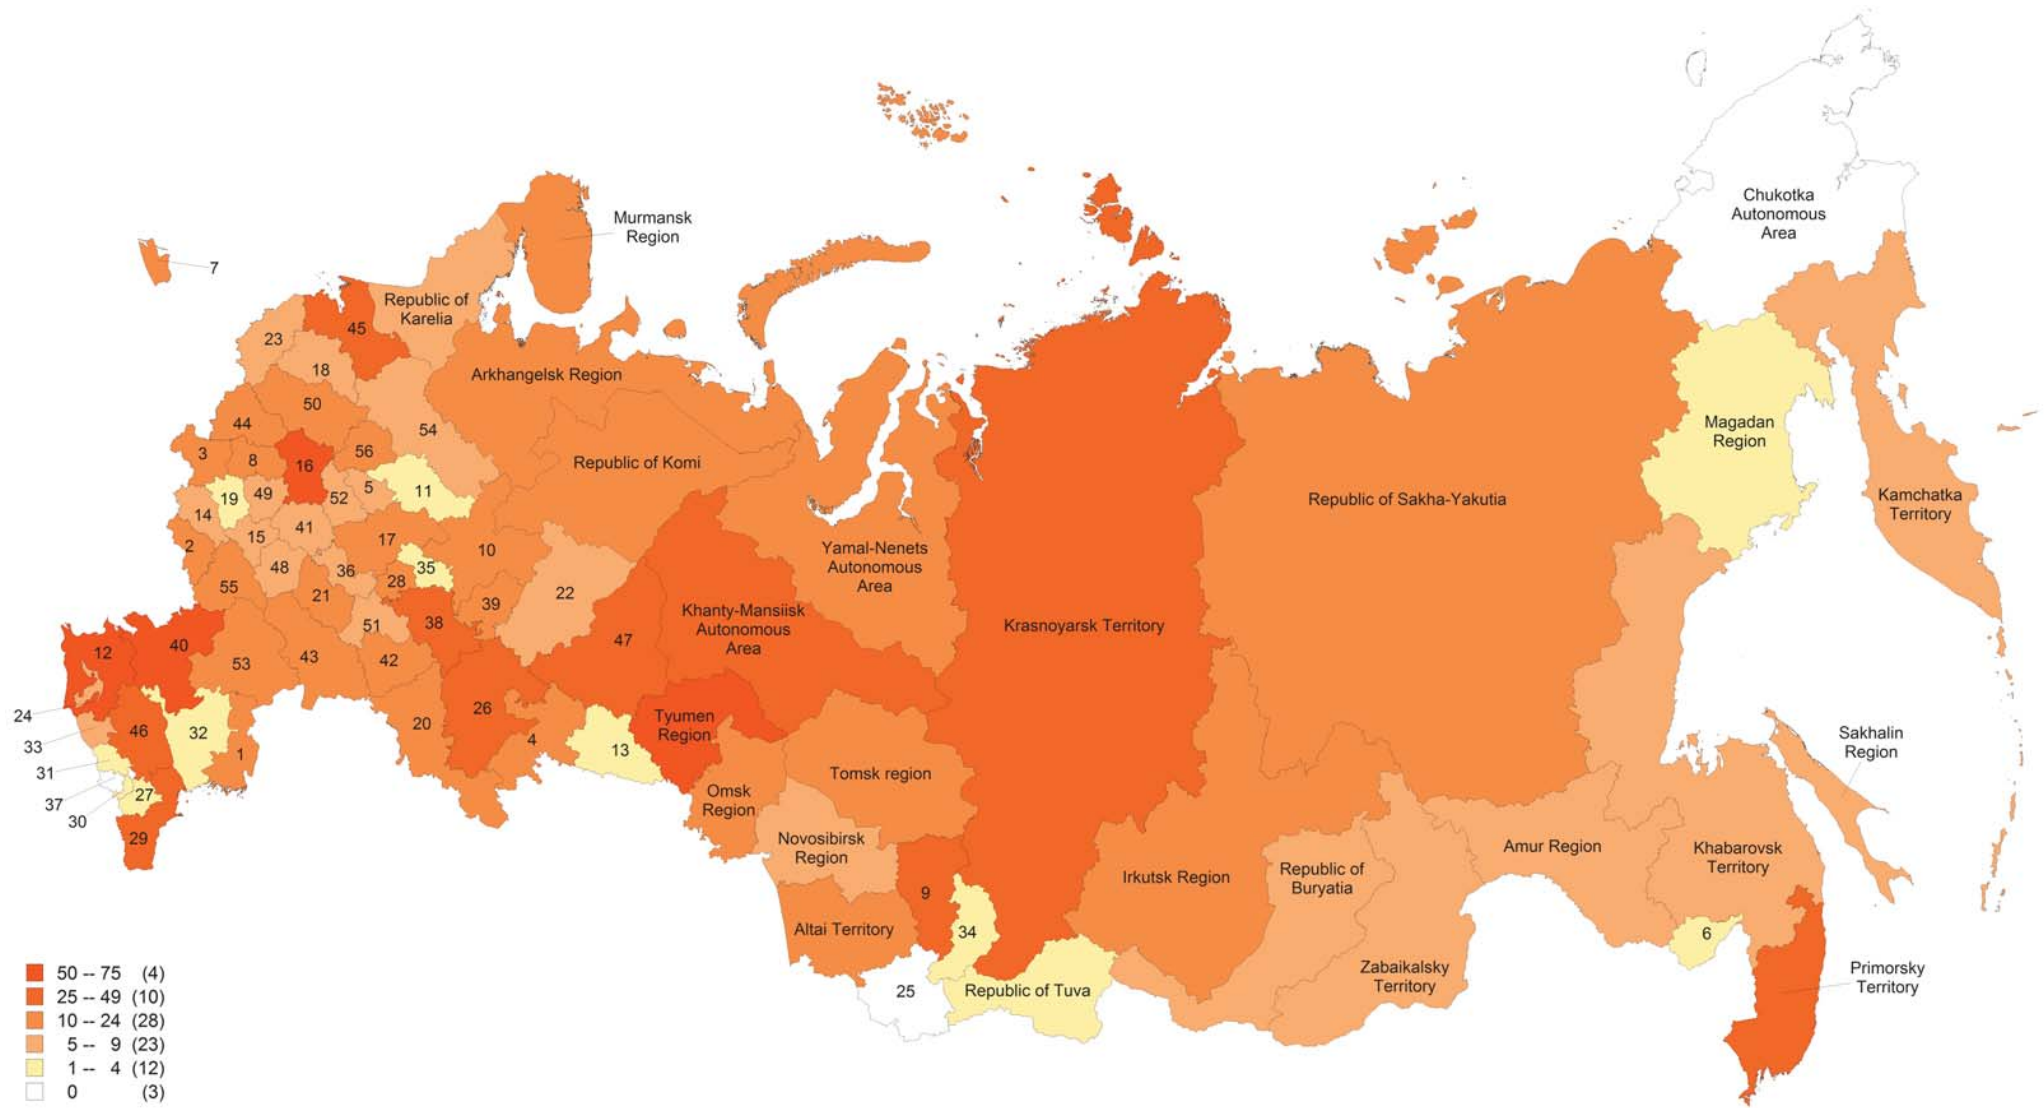 Chukotka
Autonomous
Area
Murmansk
Region
7
Republic of
Karelia
45
23
18
Arkhangelsk Region
50
44
54
Magadan
Region
56
3
8
16
Republic of Komi
5
11
19
49
52
Republic of Sakha-Yakutia
Kamchatka
Territory
14
41
15
17
2
10
Yamal-Nenets
Autonomous
Area
48
36
35
28
55
21
39
22
Khanty-Mansiisk
Autonomous
Area
51
38
Krasnoyarsk Territory
47
12
40
53
43
42
26
24
Tyumen
Region
20
46
32
33
4
13
1
Sakhalin
Region
31
Tomsk region
37
27
Omsk
Region
30
29
Novosibirsk
Region
Amur Region
Khabarovsk
Territory
Irkutsk Region
Republic of
Buryatia
9
Altai Territory
34
6
Zabaikalsky
Territory
Primorsky
Territory
25
Republic of Tuva
50 -- 75 (4)
25 -- 49 (10)
10 -- 24 (28)
5 -- 9 (23)
1 -- 4 (12)
0 (3)